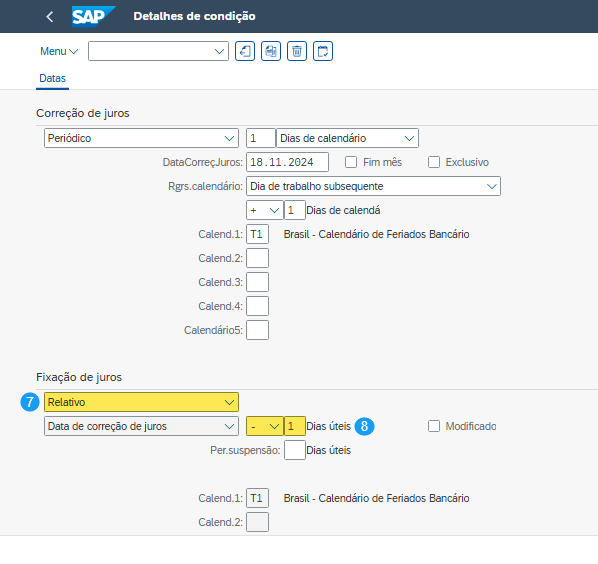 SAP Detalhes de condição
Menu
Datas
Correção de juros
Periódico 1 Dias de calendário
DataCorreçJuros: 18.11.2024 Fim mês Exclusivo
Rgrs.calendário: Dia de trabalho subsequente
+ 1 Dias de calendá
Calend.1: T1 Brasil - Calendário de Feriados Bancário
Calend.2:
Calend.3:
Calend.4:
Calendário5:
Fixação de juros
7 Relativo
Data de correção de juros - 1 Dias úteis 8 Modificado
Per.suspensão: Dias úteis
Calend.1: T1 Brasil - Calendário de Feriados Bancário
Calend.2: